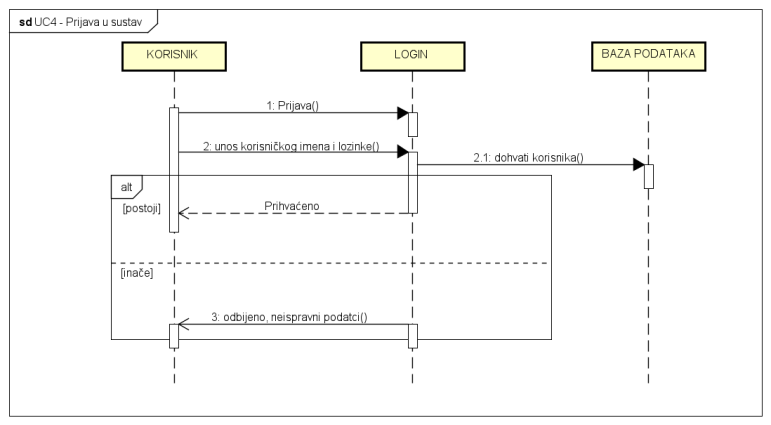 sd UC4 - Prijava u sustav
KORISNIK
LOGIN
BAZA PODATAKA
1: Prijava()
2: unos korisničkog imena i lozinke()
2.1: dohvati korisnika()
alt
[postoji]
Prihvaćeno
[inače]
3: odbijeno, neispravni podatci()